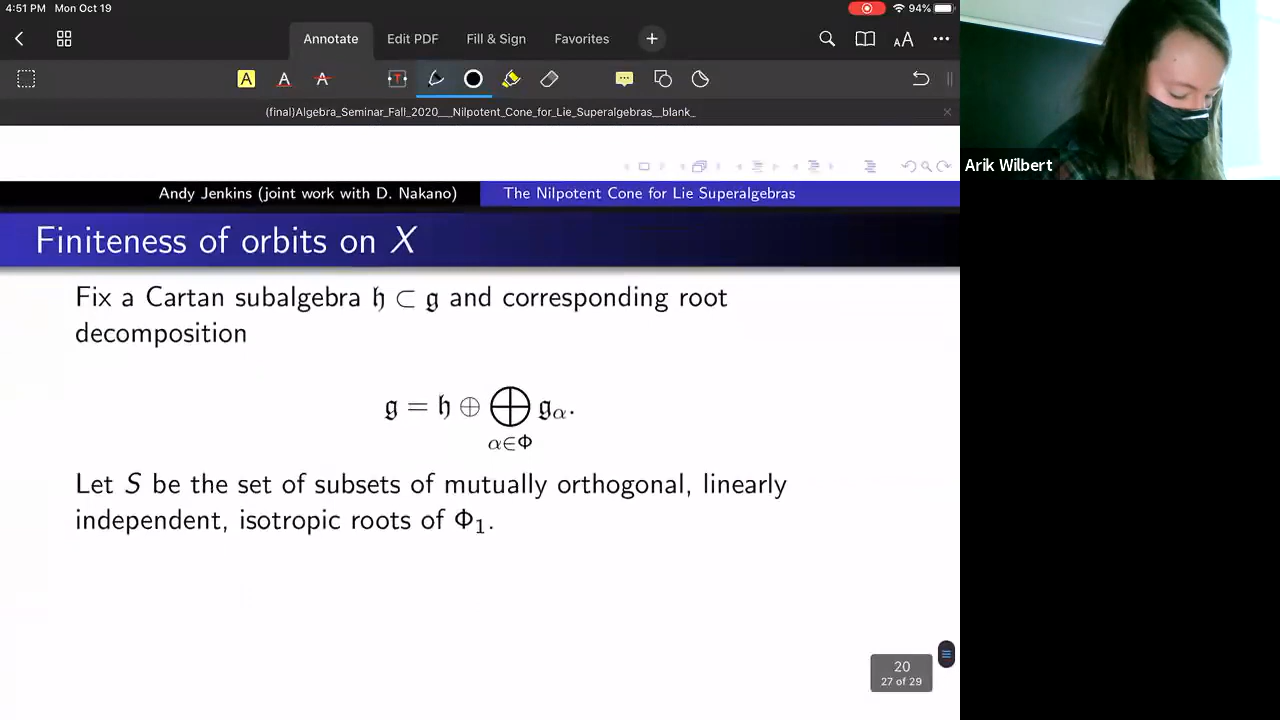 4:51 PM Mon Oct 19
94%
Annotate Edit PDF Fill & Sign Favorites
AA
A A A T
(final)Algebra_Seminar_Fall_2020___Nilpotent_Cone_for_Lie_Superalgebras__blank_
Arik Wilbert
Andy Jenkins (joint work with D. Nakano) The Nilpotent Cone for Lie Superalgebras
Finiteness of orbits on X
Fix a Cartan subalgebra 𝔥 ⊂ 𝔤 and corresponding root
decomposition
𝔤 = 𝔥 ⊕ ⨁ 𝔤α.
α∈Φ
Let S be the set of subsets of mutually orthogonal, linearly
independent, isotropic roots of Φ₁.
20
27 of 29